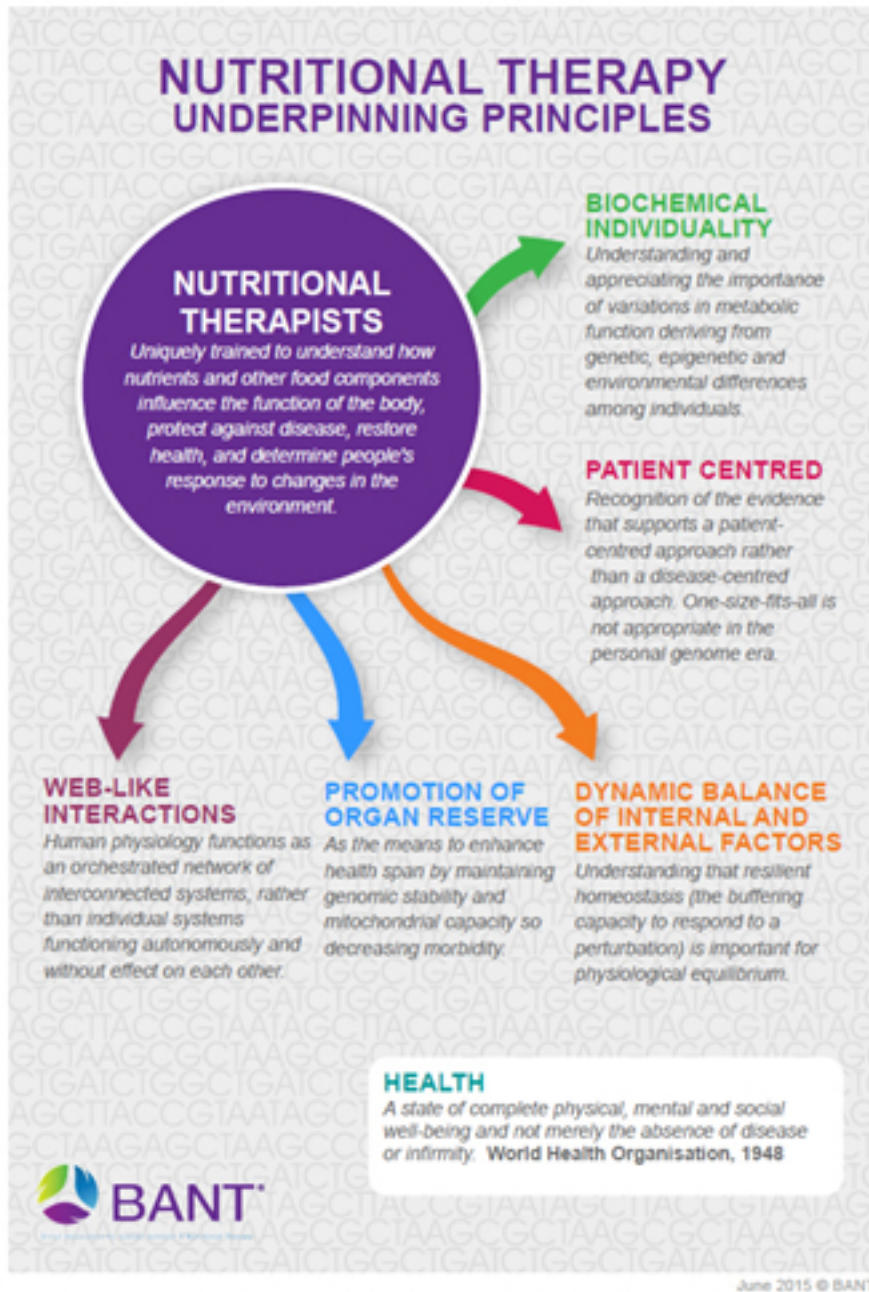 NUTRITIONAL THERAPY
UNDERPINNING PRINCIPLES
NUTRITIONAL
THERAPISTS
Uniquely trained to understand how
nutrients and other food components
influence the function of the body,
protect against disease, restore
health, and determine people's
response to changes in the
environment.
BIOCHEMICAL
INDIVIDUALITY
Understanding and
appreciating the importance
of variations in metabolic
function deriving from
genetic, epigenetic and
environmental differences
among individuals.
PATIENT CENTRED
Recognition of the evidence
that supports a patient-
centred approach rather
than a disease-centred
approach. One-size-fits-all is
not appropriate in the
personal genome era.
WEB-LIKE
INTERACTIONS
Human physiology functions as
an orchestrated network of
interconnected systems, rather
than individual systems
functioning autonomously and
without effect on each other.
PROMOTION OF
ORGAN RESERVE
As the means to enhance
health span by maintaining
genomic stability and
mitochondrial capacity so
decreasing morbidity.
DYNAMIC BALANCE
OF INTERNAL AND
EXTERNAL FACTORS
Understanding that resilient
homeostasis (the buffering
capacity to respond to a
perturbation) is important for
physiological equilibrium.
HEALTH
A state of complete physical, mental and social
well-being and not merely the absence of disease
or infirmity. World Health Organisation, 1948
BANT
June 2015 © BANT